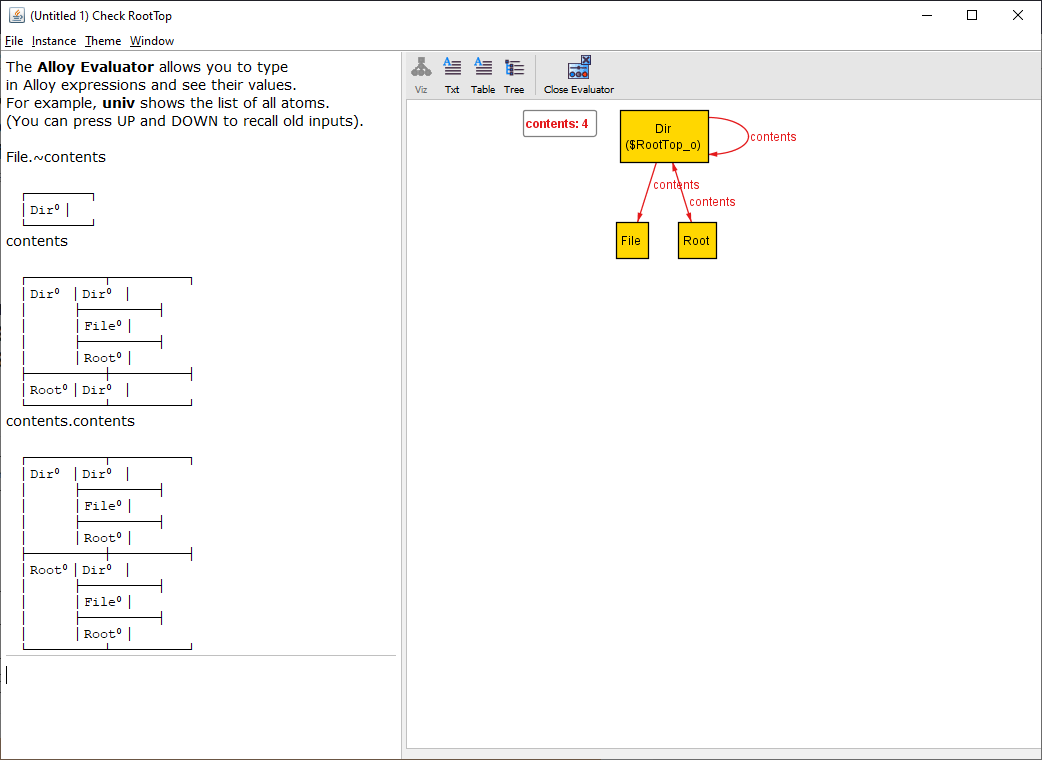 (Untitled 1) Check RootTop
File Instance Theme Window
The Alloy Evaluator allows you to type
in Alloy expressions and see their values.
For example, univ shows the list of all atoms.
(You can press UP and DOWN to recall old inputs).
File.~contents
Dir⁰
contents
Dir⁰ Dir⁰
File⁰
Root⁰
Root⁰ Dir⁰
contents.contents
Dir⁰ Dir⁰
File⁰
Root⁰
Root⁰ Dir⁰
File⁰
Root⁰
Viz Txt Table Tree Close Evaluator
contents: 4
Dir
($RootTop_o)
contents
contents
contents
File Root